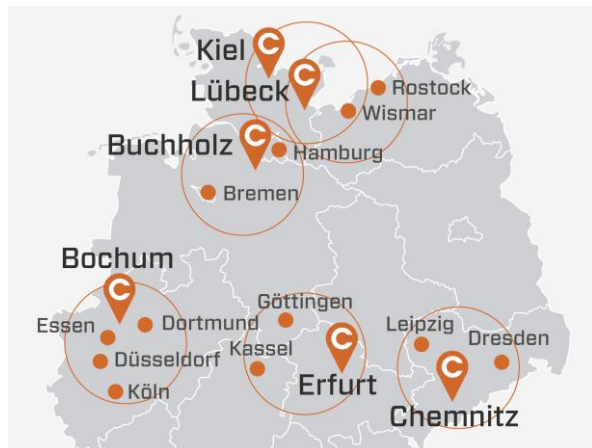 Kiel
C
Lübeck
C
Rostock
Wismar
Buchholz
C
Hamburg
Bremen
Bochum
C
Essen
Dortmund
Düsseldorf
Köln
Göttingen
Kassel
C
Erfurt
Leipzig
Dresden
C
Chemnitz